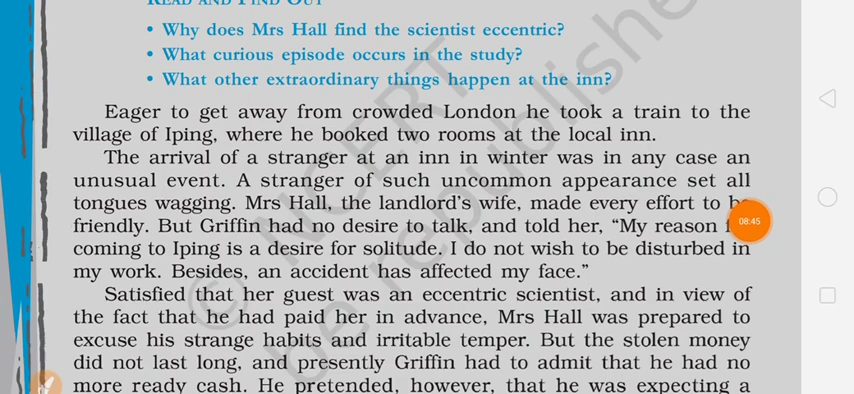 READ AND FIND OUT
• Why does Mrs Hall find the scientist eccentric?
• What curious episode occurs in the study?
• What other extraordinary things happen at the inn?
Eager to get away from crowded London he took a train to the
village of Iping, where he booked two rooms at the local inn.
The arrival of a stranger at an inn in winter was in any case an
unusual event. A stranger of such uncommon appearance set all
tongues wagging. Mrs Hall, the landlord's wife, made every effort to be
friendly. But Griffin had no desire to talk, and told her, “My reason
08:45
coming to Iping is a desire for solitude. I do not wish to be disturbed in
my work. Besides, an accident has affected my face.”
Satisfied that her guest was an eccentric scientist, and in view of
the fact that he had paid her in advance, Mrs Hall was prepared to
excuse his strange habits and irritable temper. But the stolen money
did not last long, and presently Griffin had to admit that he had no
more ready cash. He pretended, however, that he was expecting a
© NCERT
be republished